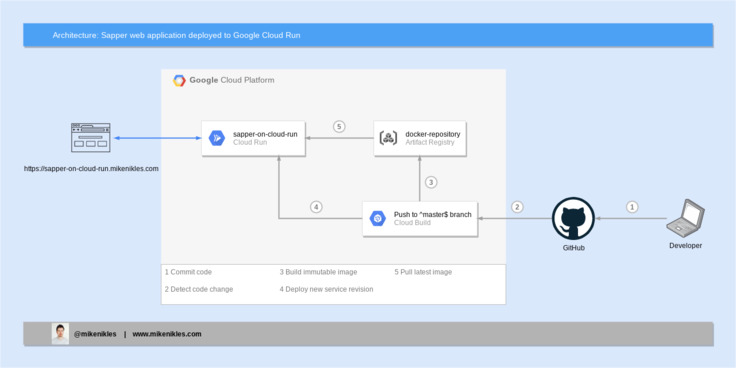 Architecture: Sapper web application deployed to Google Cloud Run
Google Cloud Platform
sapper-on-cloud-run
Cloud Run
5
docker-repository
Artifact Registry
https://sapper-on-cloud-run.mikenikles.com
3
4
Push to ^master$ branch
Cloud Build
2
1
GitHub
Developer
1 Commit code
3 Build immutable image
5 Pull latest image
2 Detect code change
4 Deploy new service revision
@mikenikles | www.mikenikles.com